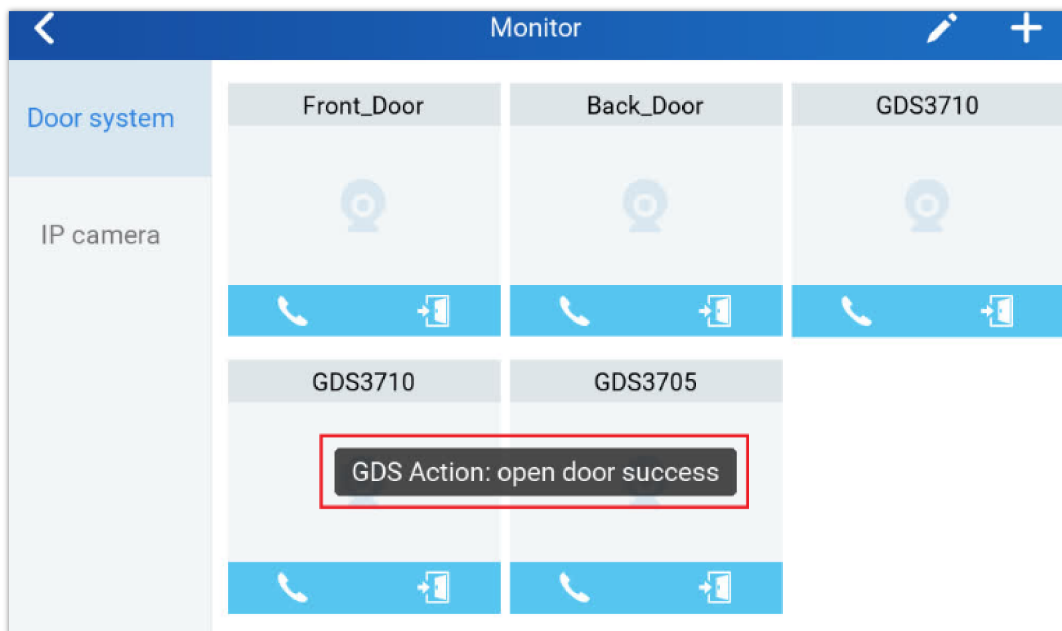 Monitor
Door system
IP camera
Front_Door
Back_Door
GDS3710
GDS3710
GDS3705
GDS Action: open door success